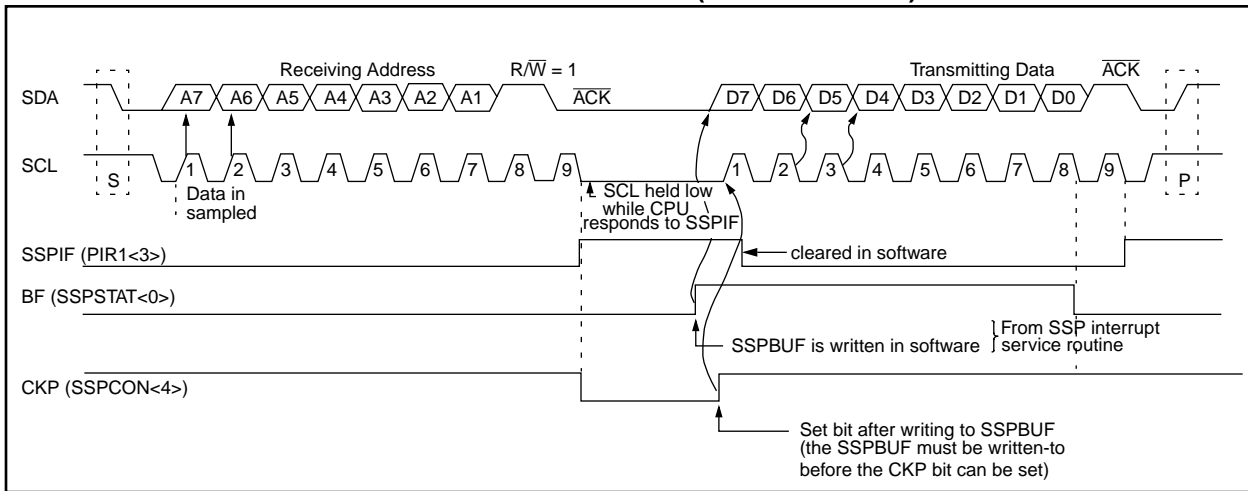 Receiving Address R/W = 1 Transmitting Data ACK
SDA A7 A6 A5 A4 A3 A2 A1 ACK D7 D6 D5 D4 D3 D2 D1 D0
SCL S 1 2 3 4 5 6 7 8 9 1 2 3 4 5 6 7 8 9 P
Data in
sampled
SCL held low
while CPU
responds to SSPIF
SSPIF (PIR1<3>)
cleared in software
BF (SSPSTAT<0>)
SSPBUF is written in software
From SSP interrupt
service routine
CKP (SSPCON<4>)
Set bit after writing to SSPBUF
(the SSPBUF must be written-to
before the CKP bit can be set)